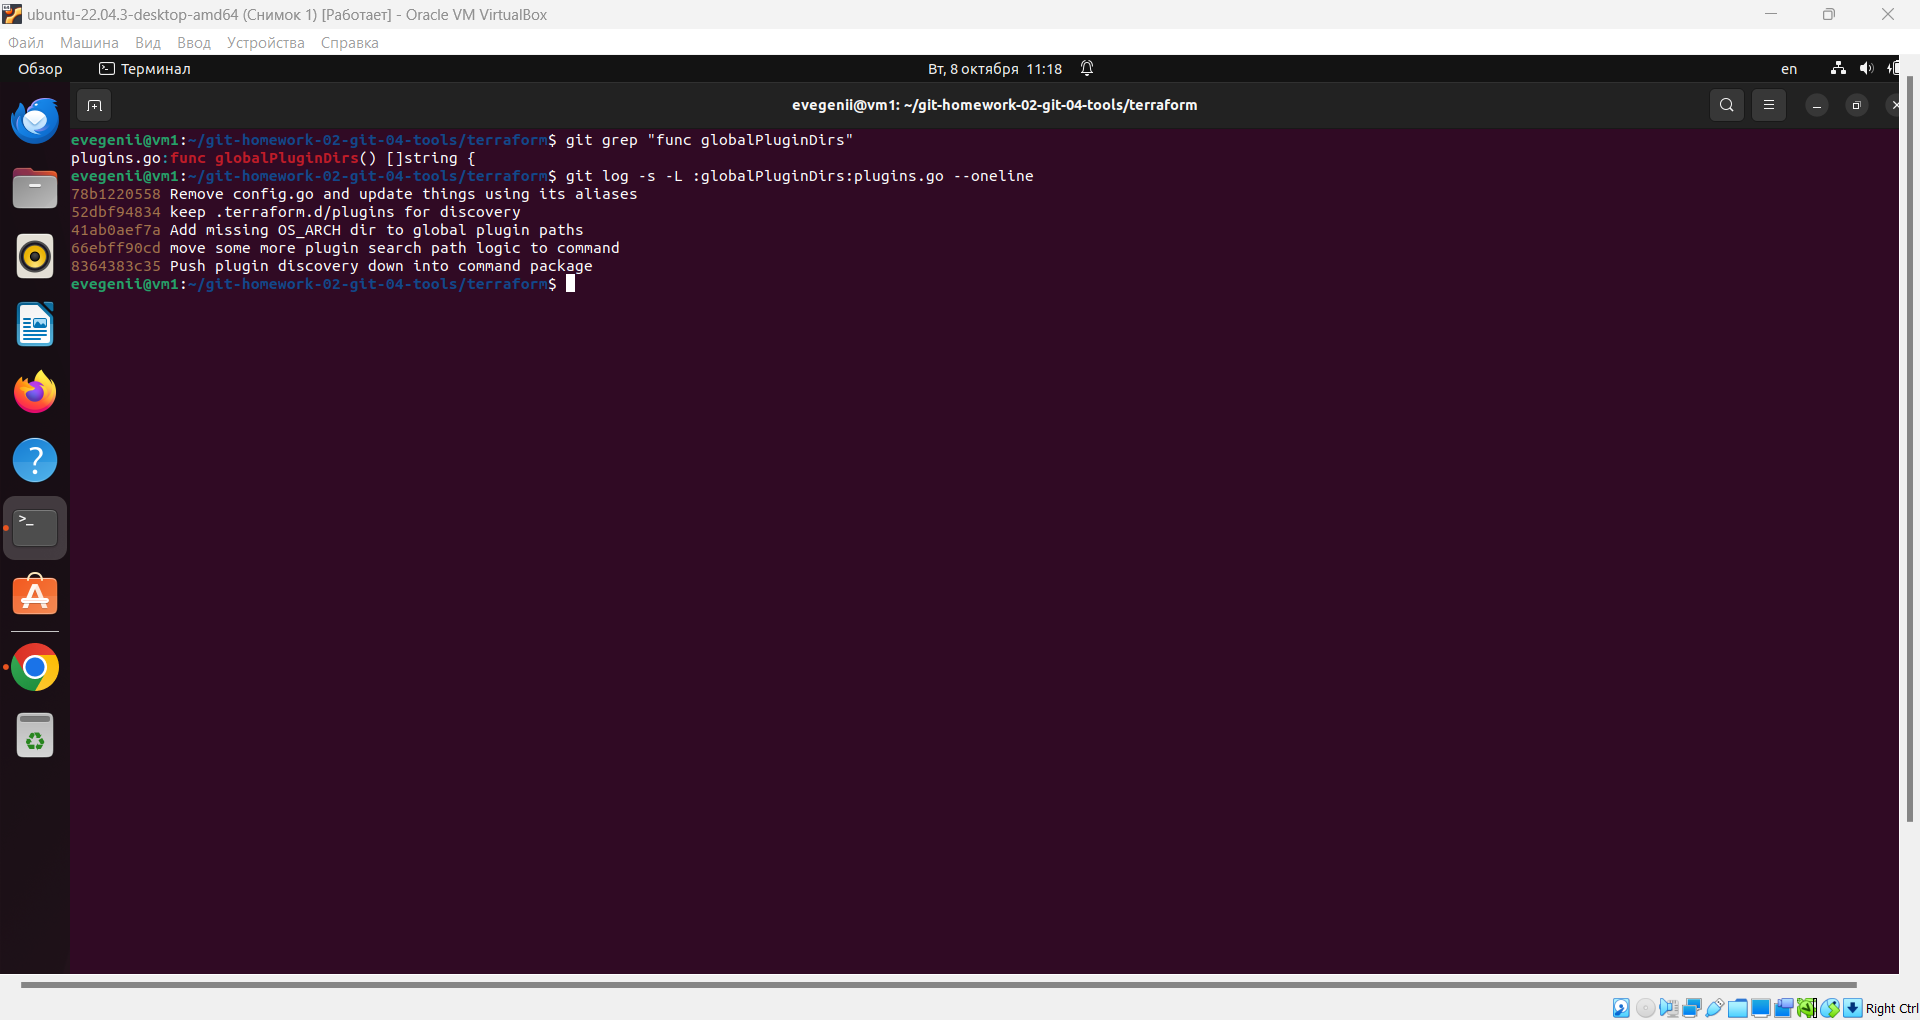 ubuntu-22.04.3-desktop-amd64 (Снимок 1) [Работает] - Oracle VM VirtualBox
Файл Машина Вид Ввод Устройства Справка
Обзор Терминал Вт, 8 октября 11:18 en
evegenii@vm1: ~/git-homework-02-git-04-tools/terraform
evegenii@vm1:~/git-homework-02-git-04-tools/terraform$ git grep "func globalPluginDirs"
plugins.go:func globalPluginDirs() []string {
evegenii@vm1:~/git-homework-02-git-04-tools/terraform$ git log -s -L :globalPluginDirs:plugins.go --oneline
78b1220558 Remove config.go and update things using its aliases
52dbf94834 keep .terraform.d/plugins for discovery
41ab0aef7a Add missing OS_ARCH dir to global plugin paths
66ebff90cd move some more plugin search path logic to command
8364383c35 Push plugin discovery down into command package
evegenii@vm1:~/git-homework-02-git-04-tools/terraform$
Right Ctrl